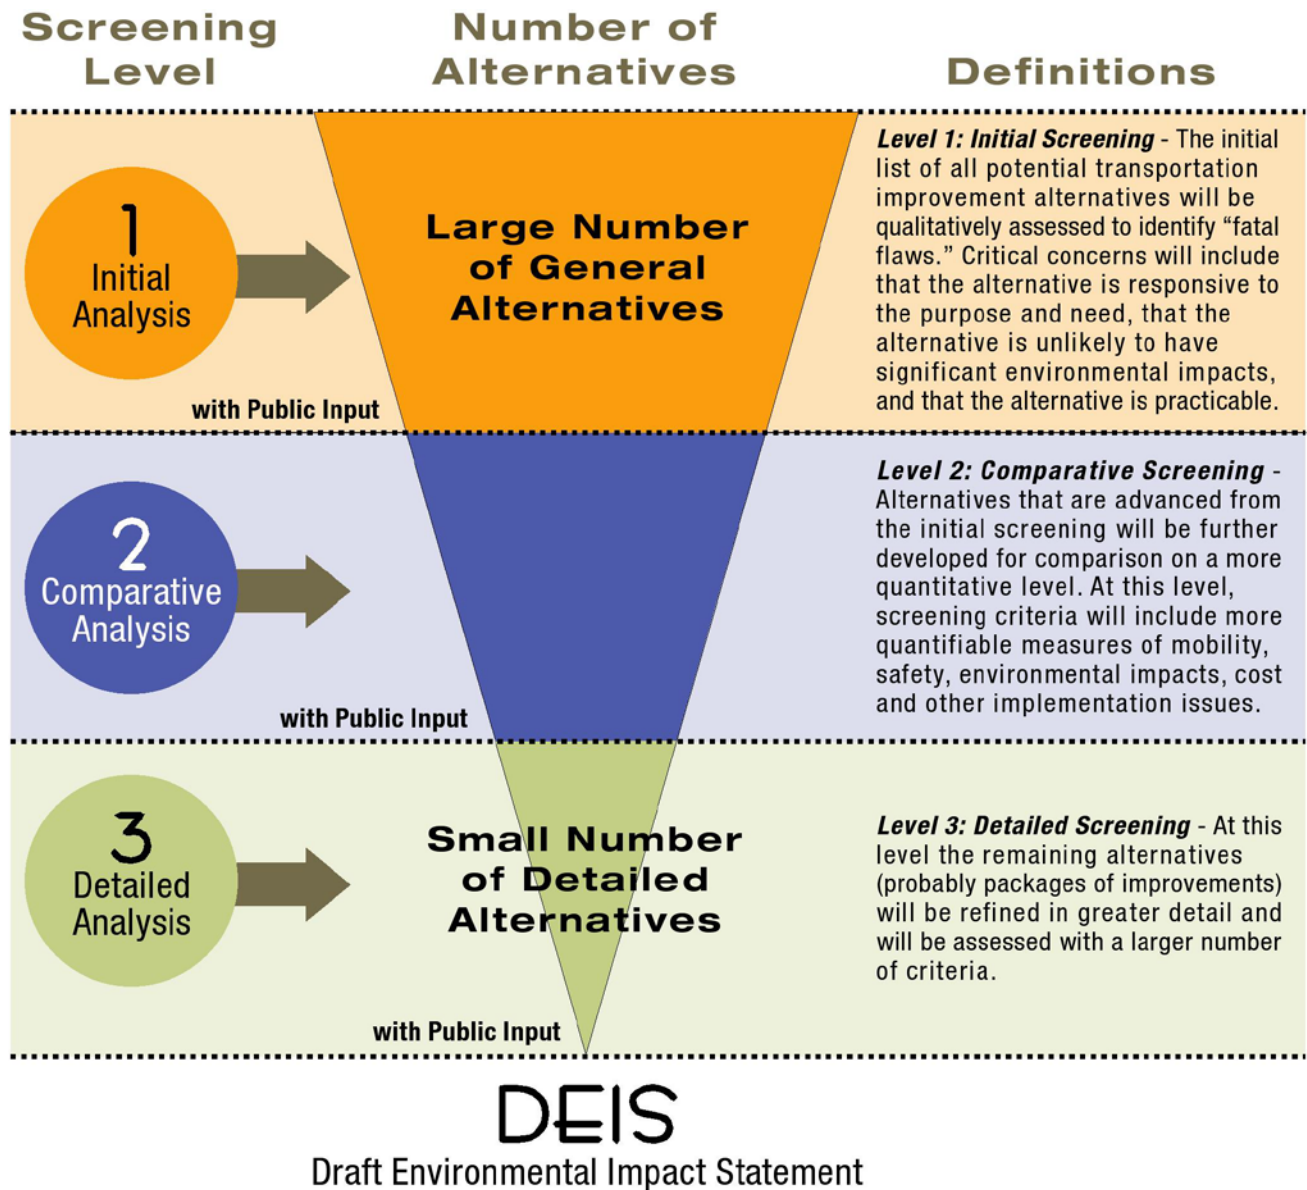 Screening
Level
Number of
Alternatives
Definitions
1
Initial
Analysis
with Public Input
Large Number
of General
Alternatives
Level 1: Initial Screening - The initial
list of all potential transportation
improvement alternatives will be
qualitatively assessed to identify “fatal
flaws.” Critical concerns will include
that the alternative is responsive to
the purpose and need, that the
alternative is unlikely to have
significant environmental impacts,
and that the alternative is practicable.
2
Comparative
Analysis
with Public Input
Level 2: Comparative Screening -
Alternatives that are advanced from
the initial screening will be further
developed for comparison on a more
quantitative level. At this level,
screening criteria will include more
quantifiable measures of mobility,
safety, environmental impacts, cost
and other implementation issues.
3
Detailed
Analysis
Small Number
of Detailed
Alternatives
with Public Input
Level 3: Detailed Screening - At this
level the remaining alternatives
(probably packages of improvements)
will be refined in greater detail and
will be assessed with a larger number
of criteria.
DEIS
Draft Environmental Impact Statement